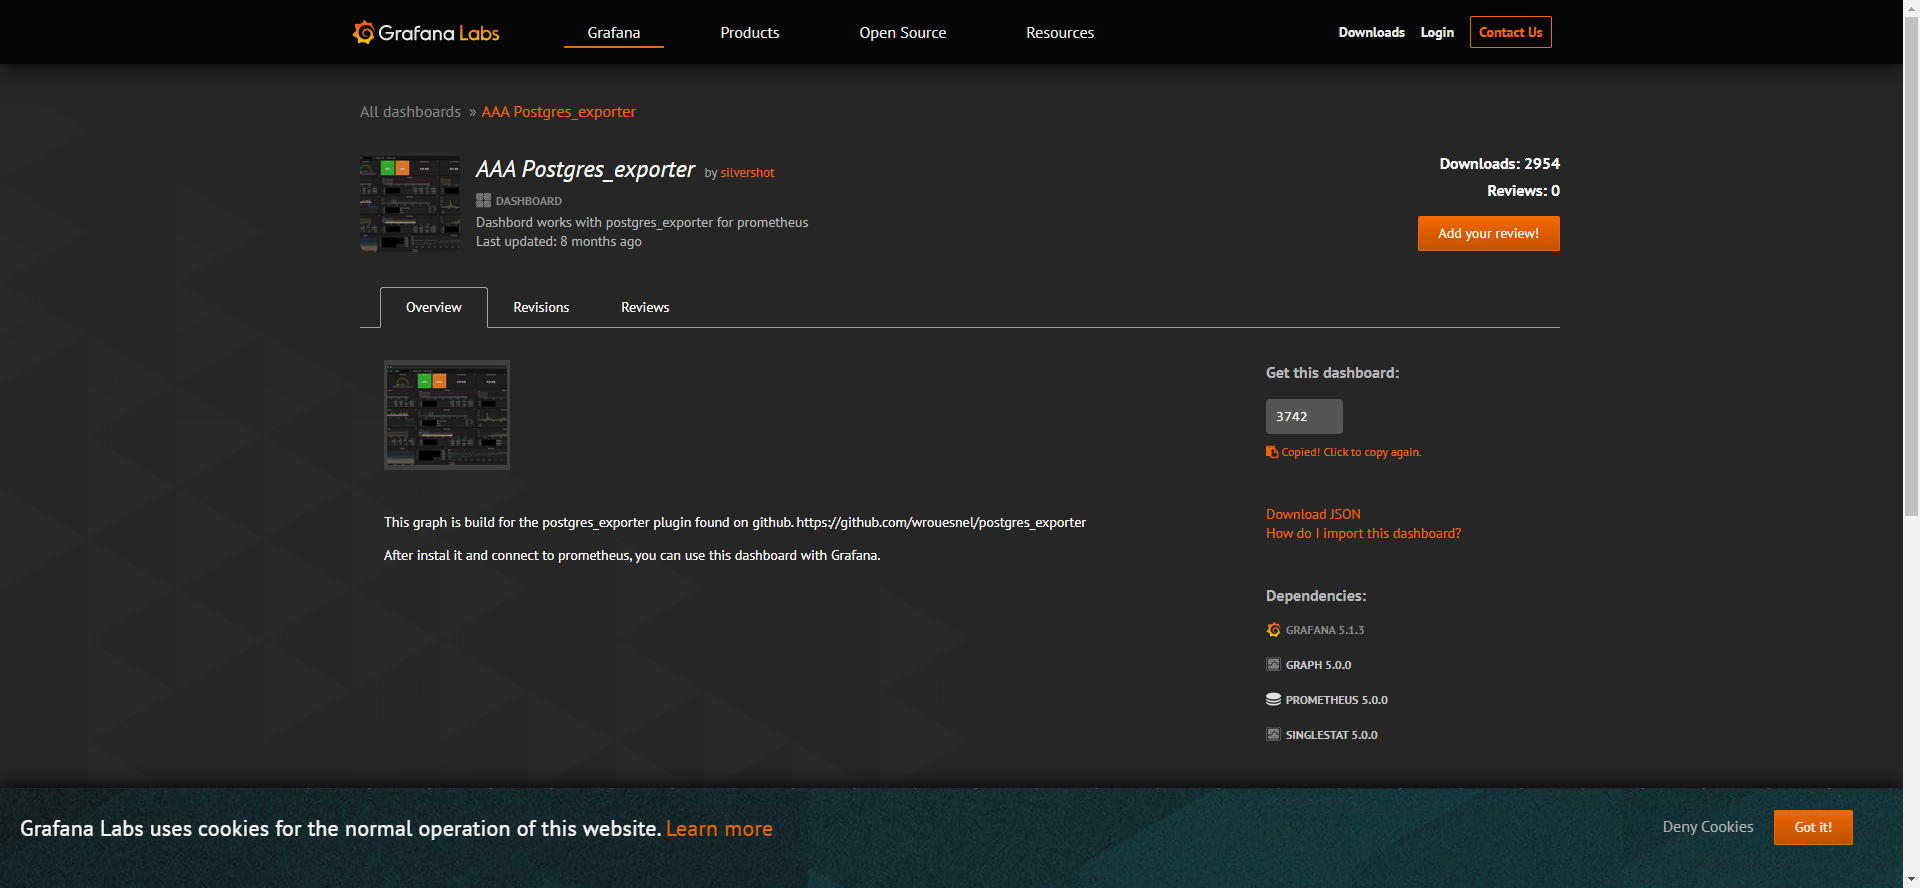 Grafana Labs
Grafana
Products
Open Source
Resources
Downloads
Login
Contact Us
All dashboards » AAA Postgres_exporter
AAA Postgres_exporter by silvershot
DASHBOARD
Dashbord works with postgres_exporter for prometheus
Last updated: 8 months ago
Downloads: 2954
Reviews: 0
Add your review!
Overview
Revisions
Reviews
This graph is build for the postgres_exporter plugin found on github. https://github.com/wrouesnel/postgres_exporter
After instal it and connect to prometheus, you can use this dashboard with Grafana.
Get this dashboard:
3742
Copied! Click to copy again.
Download JSON
How do I import this dashboard?
Dependencies:
GRAFANA 5.1.3
GRAPH 5.0.0
PROMETHEUS 5.0.0
SINGLESTAT 5.0.0
Grafana Labs uses cookies for the normal operation of this website. Learn more
Deny Cookies
Got it!